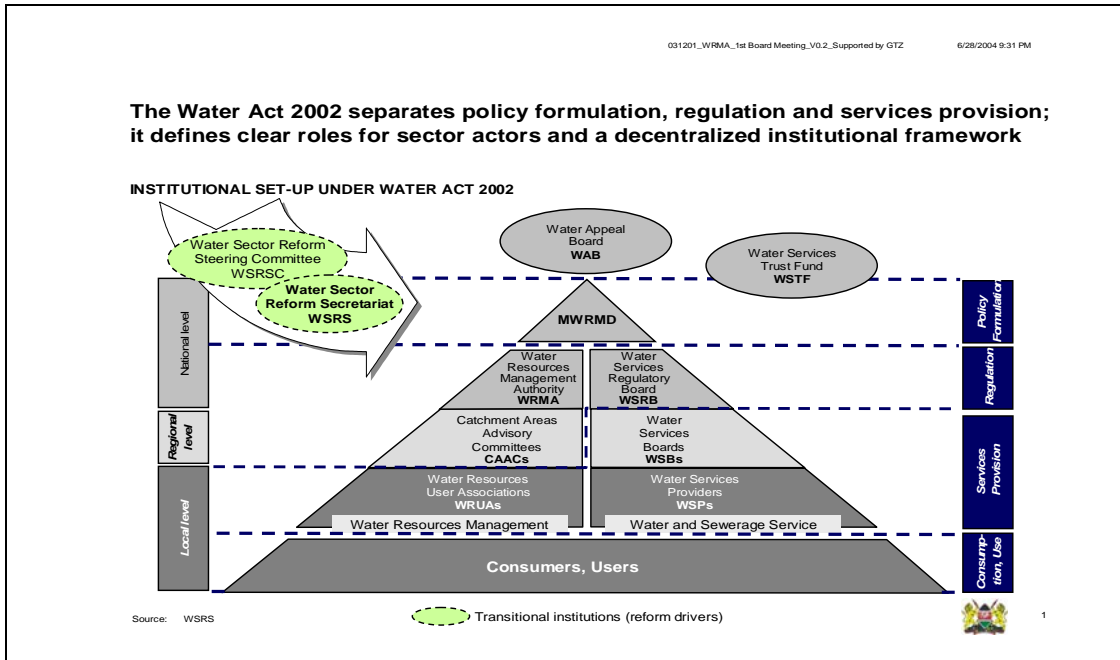 031201_WRMA_1st Board Meeting_V0.2_Supported by GTZ 6/28/2004 9:31 PM
The Water Act 2002 separates policy formulation, regulation and services provision;
it defines clear roles for sector actors and a decentralized institutional framework
INSTITUTIONAL SET-UP UNDER WATER ACT 2002
Water Sector Reform
Steering Committee
WSRSC
Water Sector
Reform Secretariat
WSRS
Water Appeal
Board
WAB
Water Services
Trust Fund
WSTF
National level
Regional
level
Local level
MWRMD
Water
Resources
Management
Authority
WRMA
Water
Services
Regulatory
Board
WSRB
Catchment Areas
Advisory
Committees
CAACs
Water
Services
Boards
WSBs
Water Resources
User Associations
WRUAs
Water Services
Providers
WSPs
Water Resources Management
Water and Sewerage Service
Consumers, Users
Policy
Formulation
Regulation
Services
Provision
Consump-
tion, Use
Source: WSRS
Transitional institutions (reform drivers)
1